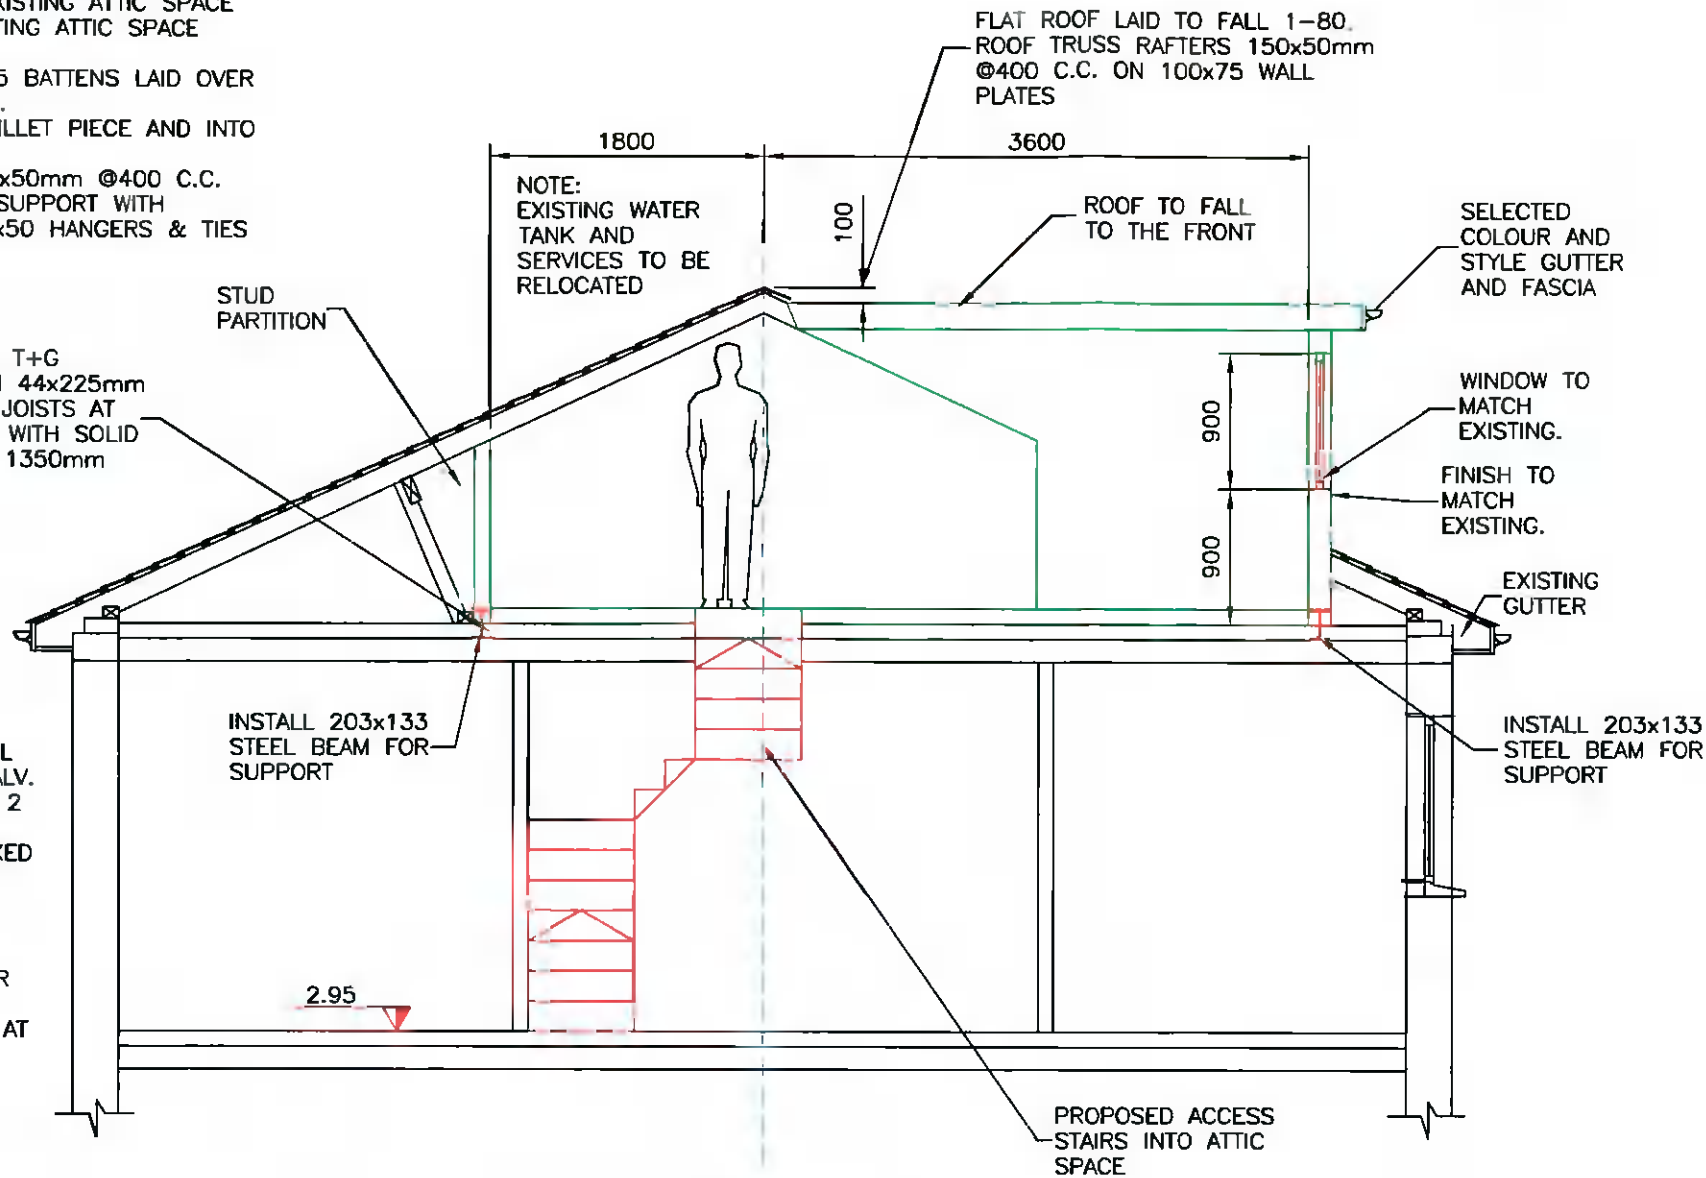 XISTING ATTIC SPACE
TING ATTIC SPACE
5 BATTENS LAID OVER
ILLET PIECE AND INTO
x50mm @400 C.C.
SUPPORT WITH
x50 HANGERS & TIES
FLAT ROOF LAID TO FALL 1-80.
ROOF TRUSS RAFTERS 150x50mm
@400 C.C. ON 100x75 WALL
PLATES
1800
3600
NOTE:
EXISTING WATER
TANK AND
SERVICES TO BE
RELOCATED
100
ROOF TO FALL
TO THE FRONT
SELECTED
COLOUR AND
STYLE GUTTER
AND FASCIA
STUD
PARTITION
T+G
44x225mm
JOISTS AT
WITH SOLID
1350mm
900
900
WINDOW TO
MATCH
EXISTING.
FINISH TO
MATCH
EXISTING.
EXISTING
GUTTER
INSTALL 203x133
STEEL BEAM FOR
SUPPORT
INSTALL 203x133
STEEL BEAM FOR
SUPPORT
L
ALV.
2
KED
R
AT
2.95
PROPOSED ACCESS
STAIRS INTO ATTIC
SPACE